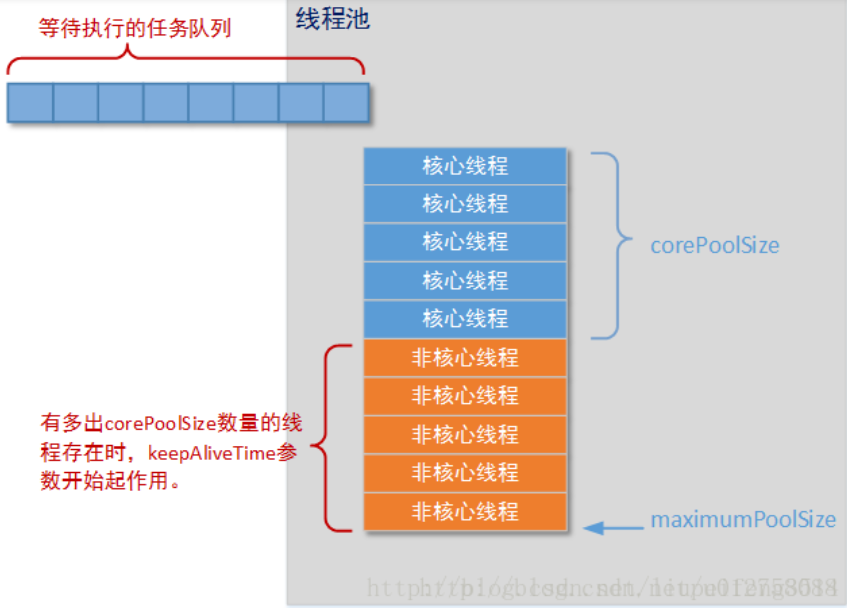 等待执行的任务队列
线程池
核心线程
核心线程
核心线程
核心线程
核心线程
corePoolSize
非核心线程
非核心线程
非核心线程
非核心线程
非核心线程
有多出corePoolSize数量的线
程存在时，keepAliveTime参
数开始起作用。
maximumPoolSize